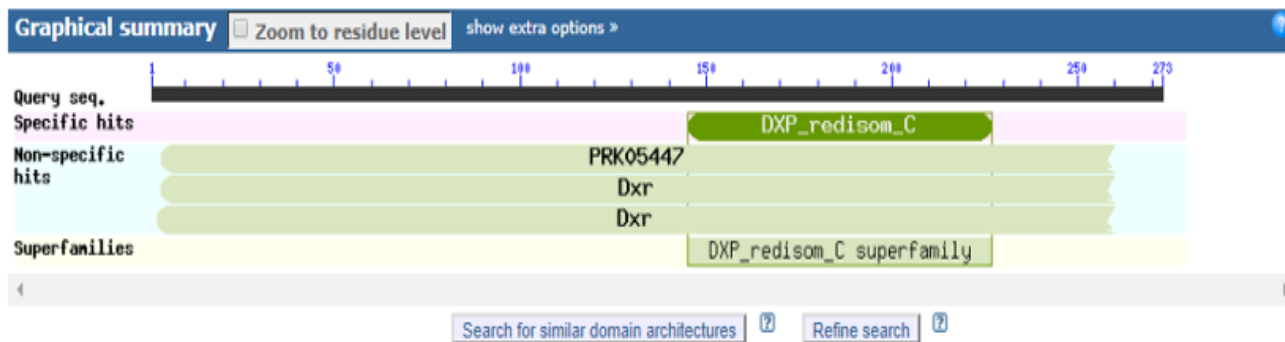 Graphical summary Zoom to residue level show extra options »
?
1 50 100 150 200 250 273
Query seq.
Specific hits DXP_redisom_C
Non-specific hits PRK05447
Dxr
Dxr
Superfamilies DXP_redisom_C superfamily
Search for similar domain architectures ? Refine search ?